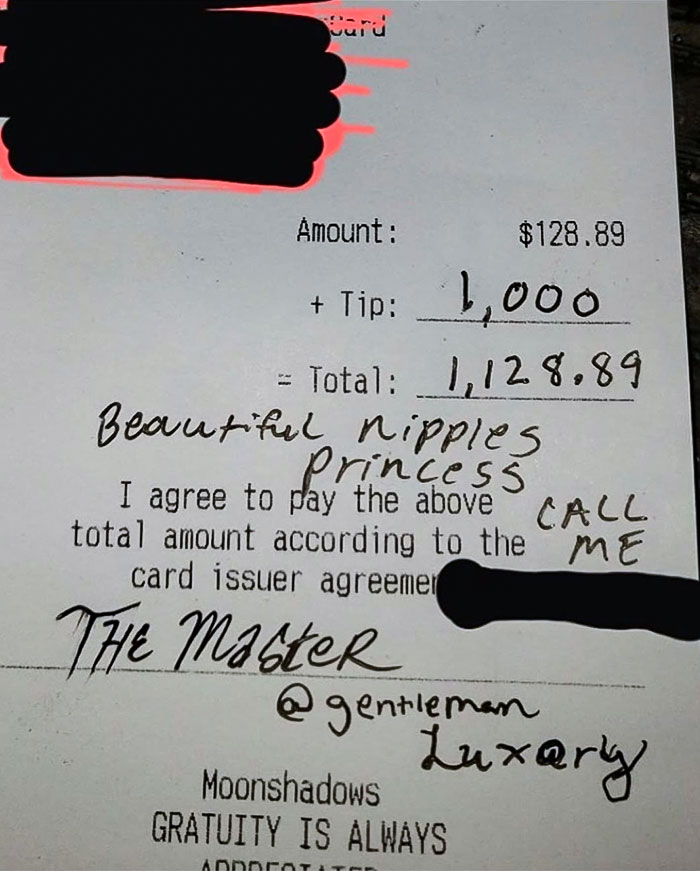 Card
Amount: $128.89
+ Tip: 1,000
= Total: 1,128.89
Beautiful nipples
princess
I agree to pay the above CALL
total amount according to the ME
card issuer
THE MasteR
@gentleman
Luxary
Moonshadows
GRATUITY IS ALWAYS